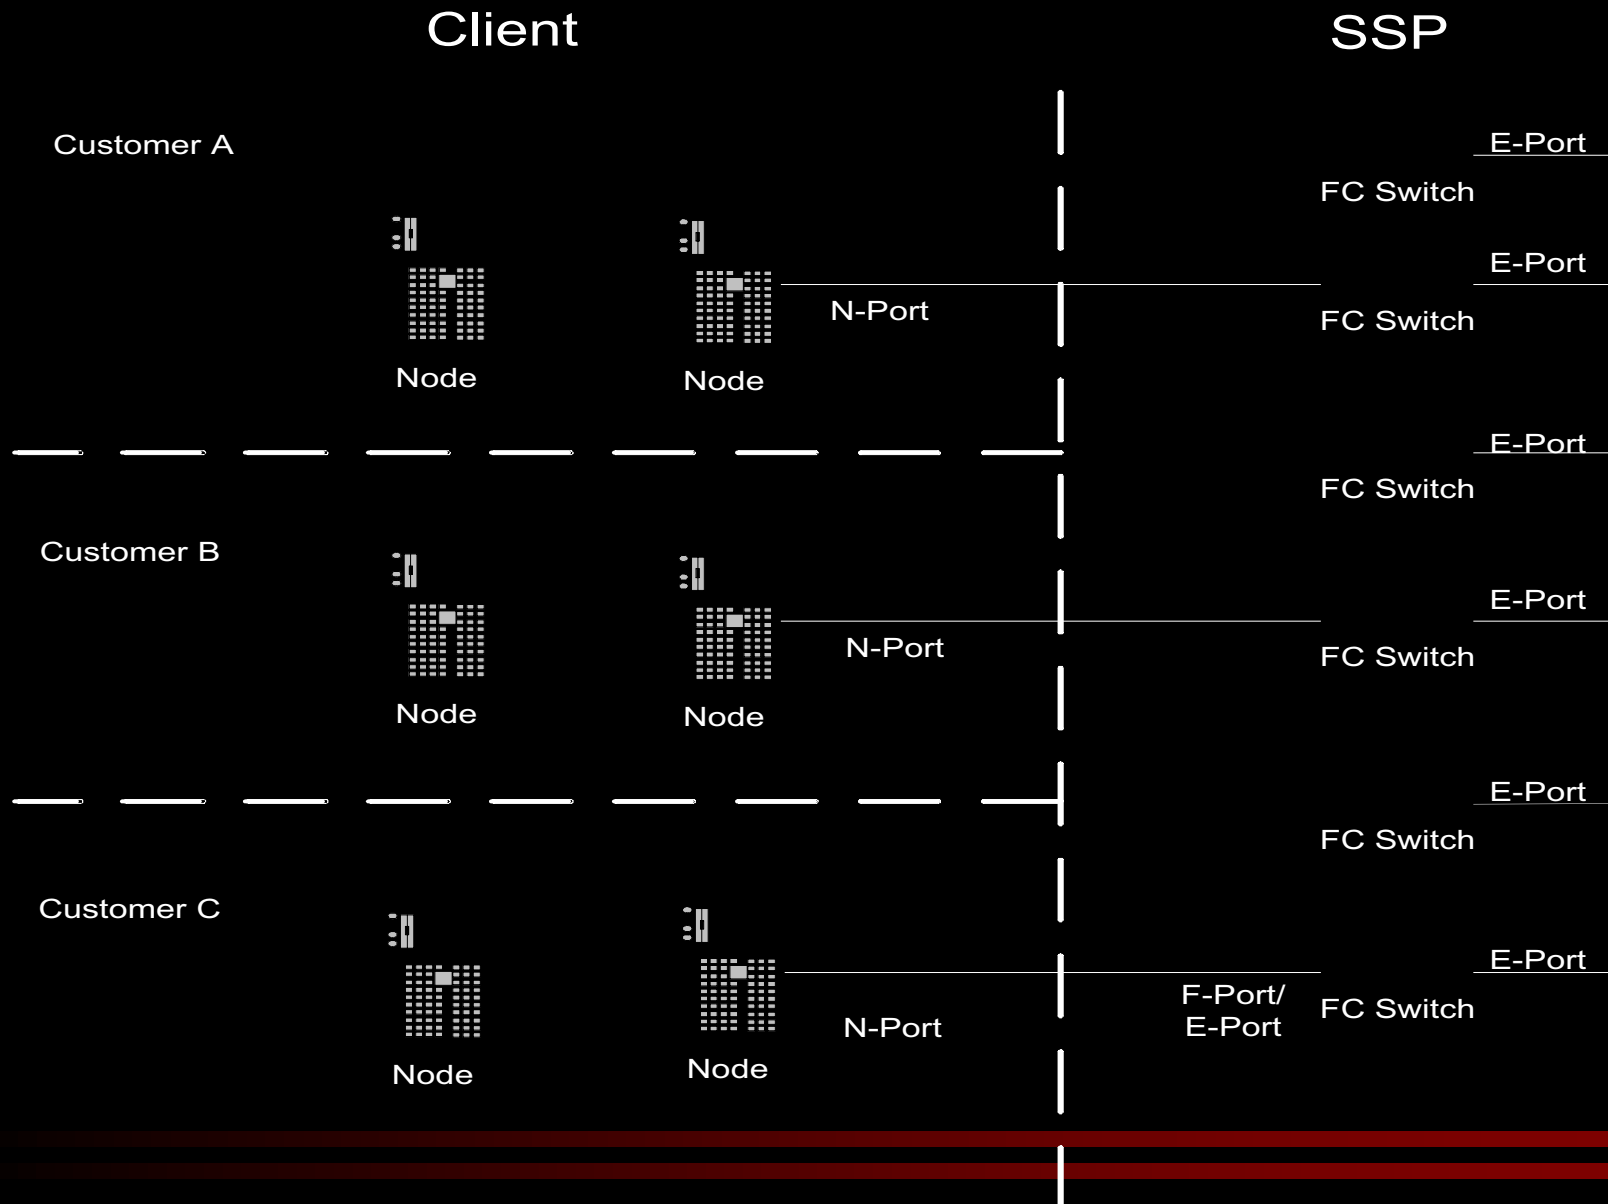 Client
SSP
Customer A
E-Port
FC Switch
E-Port
N-Port
FC Switch
Node
Node
E-Port
FC Switch
Customer B
E-Port
N-Port
FC Switch
Node
Node
E-Port
FC Switch
Customer C
E-Port
F-Port/
E-Port
FC Switch
N-Port
Node
Node